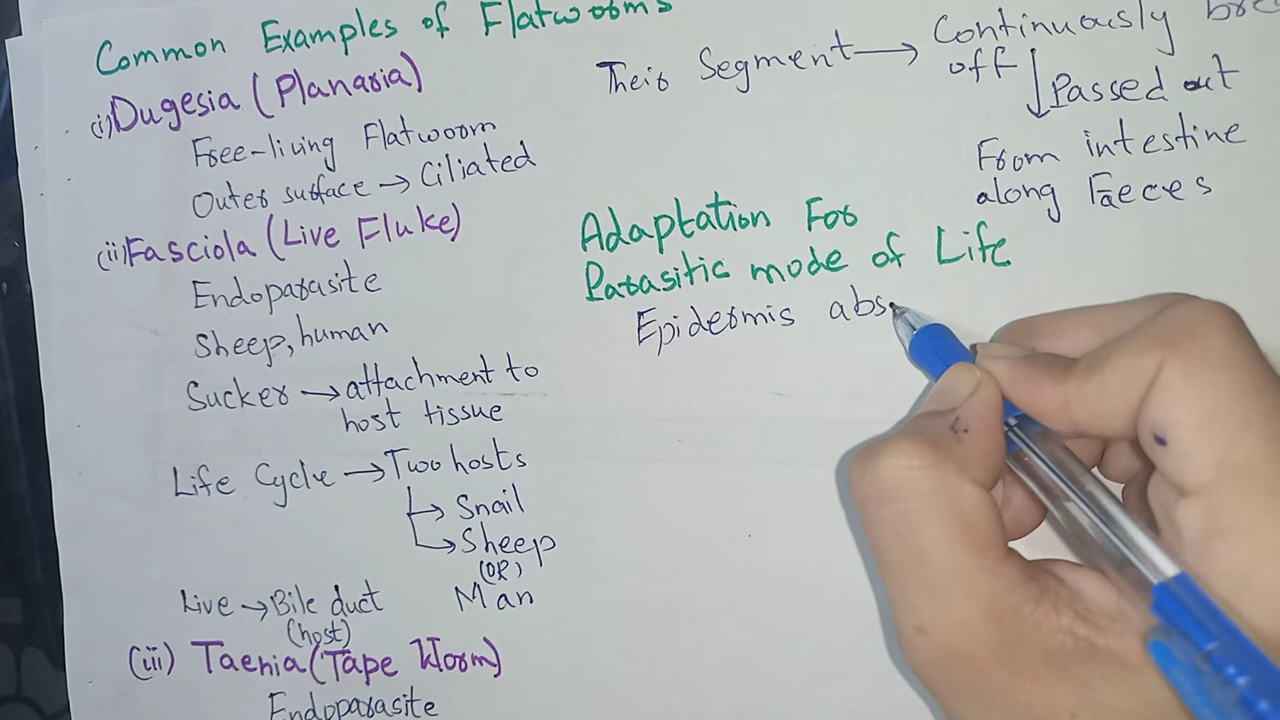 Common Examples of Flatworms
(i) Dugesia (Planaria)
Free-living Flatworm
Outer surface → Ciliated
(ii) Fasciola (Live Fluke)
Endoparasite
Sheep, human
Sucker → attachment to
host tissue
Life Cycle → Two hosts
→ Snail
→ Sheep
(OR)
Man
Live → Bile duct
(host)
(iii) Taenia (Tape Worm)
Endoparasite
Their Segment → Continuously
off ↓ Passed out
From intestine
along Faeces
Adaptation For
Parasitic mode of Life
Epidermis abs